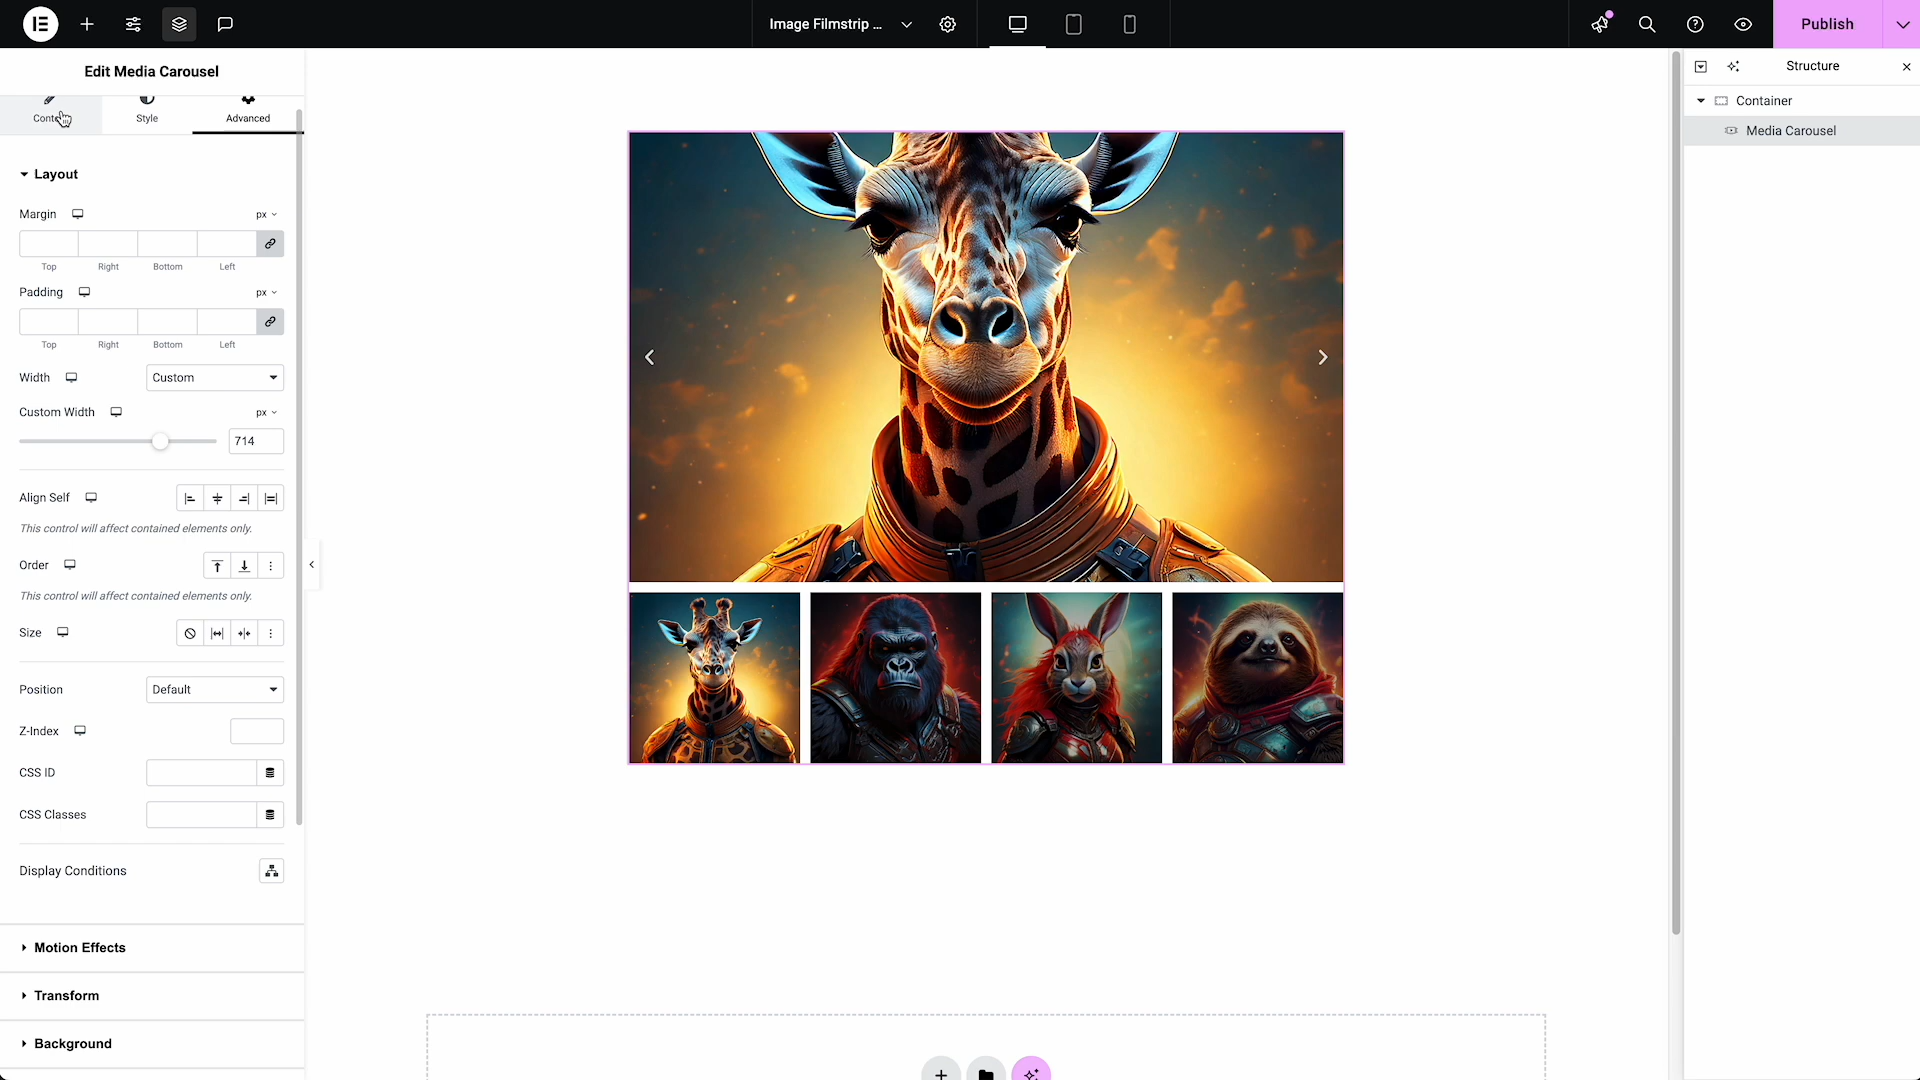 Image Filmstrip ...
Publish
Edit Media Carousel
Style
Advanced
Layout
Margin
px
Top
Right
Bottom
Left
Padding
px
Top
Right
Bottom
Left
Width
Custom
Custom Width
px
714
Align Self
This control will affect contained elements only.
Order
This control will affect contained elements only.
Size
Position
Default
Z-Index
CSS ID
CSS Classes
Display Conditions
Motion Effects
Transform
Background
Structure
Container
Media Carousel